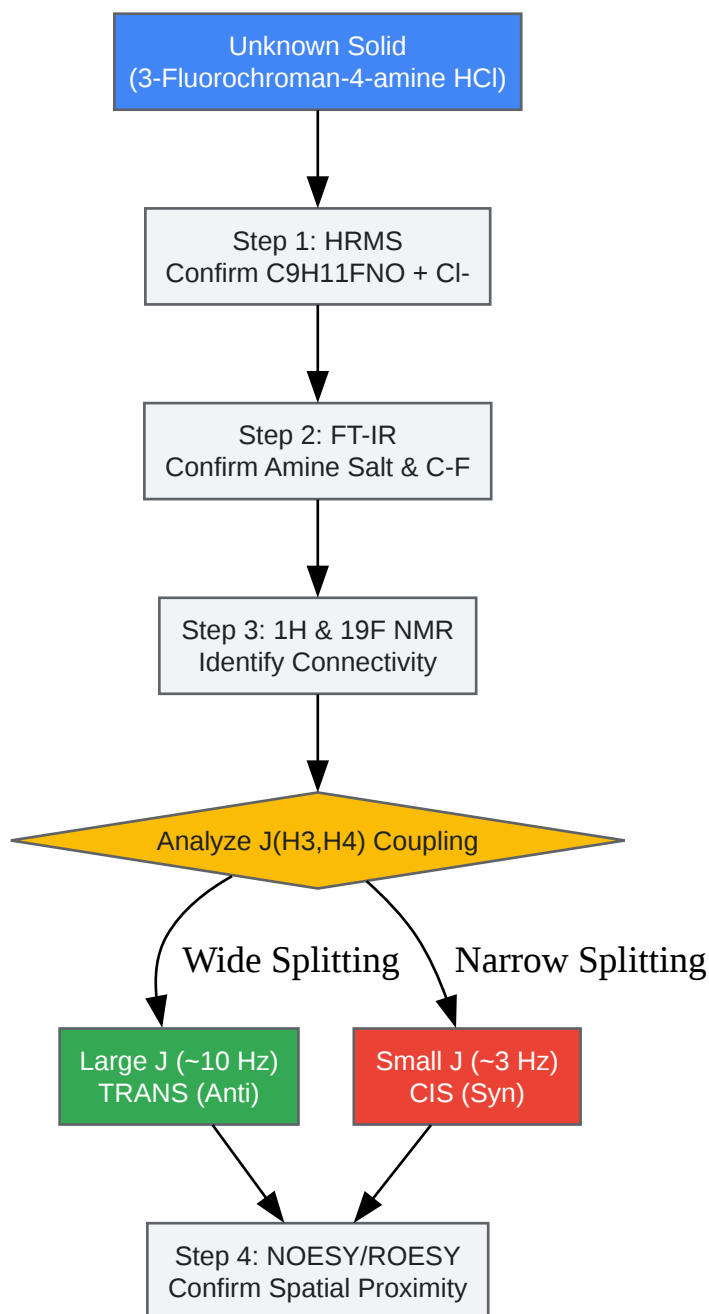 Unknown Solid
(3-Fluorochroman-4-amine HCl)
Step 1: HRMS
Confirm C9H11FNO + Cl-
Step 2: FT-IR
Confirm Amine Salt & C-F
Step 3: 1H & 19F NMR
Identify Connectivity
Analyze J(H3,H4) Coupling
Wide Splitting
Narrow Splitting
Large J (~10 Hz)
TRANS (Anti)
Small J (~3 Hz)
CIS (Syn)
Step 4: NOESY/ROESY
Confirm Spatial Proximity